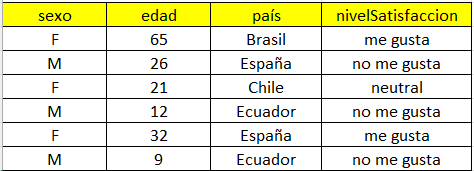 sexo edad país nivelSatisfaccion
F 65 Brasil me gusta
M 26 España no me gusta
F 21 Chile neutral
M 12 Ecuador no me gusta
F 32 España me gusta
M 9 Ecuador no me gusta